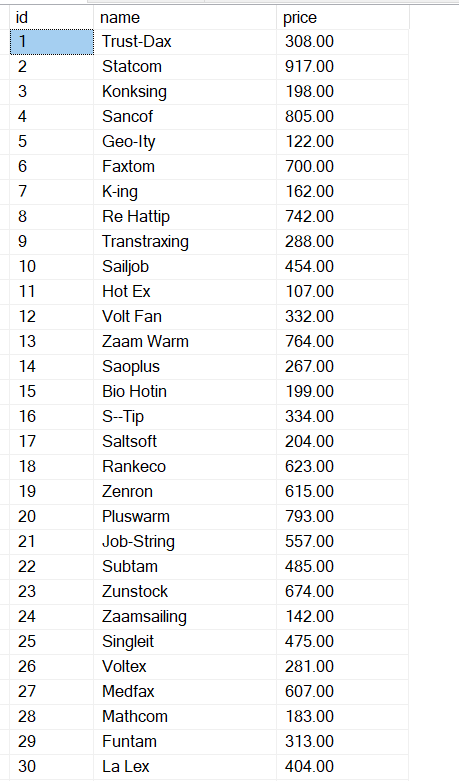 id name price
1 Trust-Dax 308.00
2 Statcom 917.00
3 Konksing 198.00
4 Sancof 805.00
5 Geo-Ity 122.00
6 Faxtom 700.00
7 K-ing 162.00
8 Re Hattip 742.00
9 Transtraxing 288.00
10 Sailjob 454.00
11 Hot Ex 107.00
12 Volt Fan 332.00
13 Zaam Warm 764.00
14 Saoplus 267.00
15 Bio Hotin 199.00
16 S--Tip 334.00
17 Saltsoft 204.00
18 Rankeco 623.00
19 Zenron 615.00
20 Pluswarm 793.00
21 Job-String 557.00
22 Subtam 485.00
23 Zunstock 674.00
24 Zaamsailing 142.00
25 Singleit 475.00
26 Voltex 281.00
27 Medfax 607.00
28 Mathcom 183.00
29 Funtam 313.00
30 La Lex 404.00